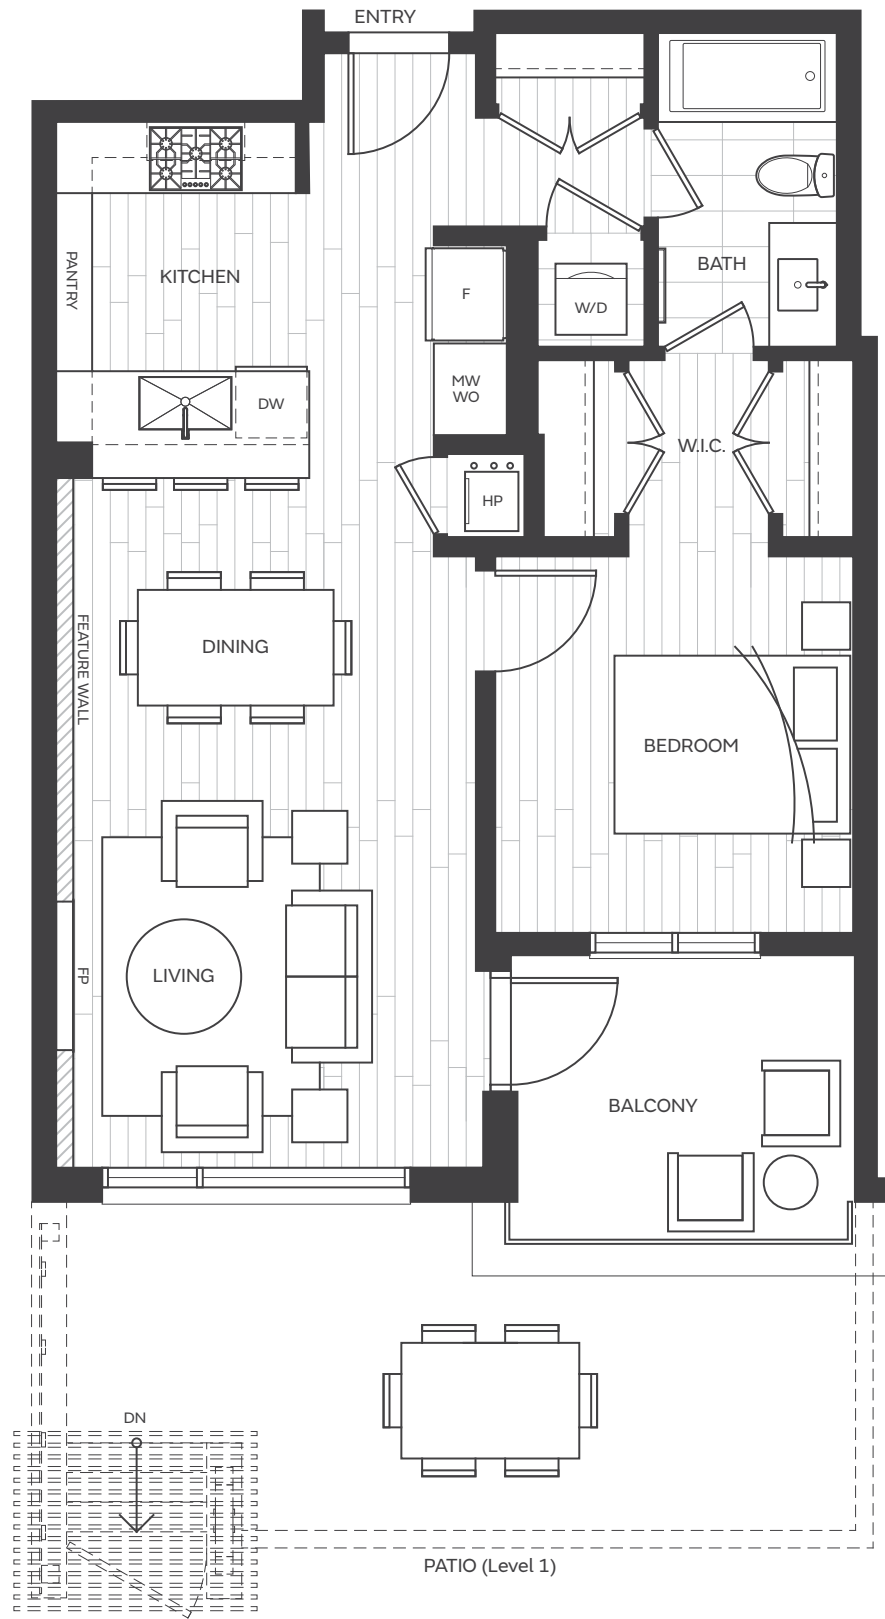 ENTRY
KITCHEN
PANTRY
F
W/D
BATH
MW
WO
DW
W.I.C.
HP
FEATURE WALL
DINING
BEDROOM
FP
LIVING
BALCONY
DN
PATIO (Level 1)